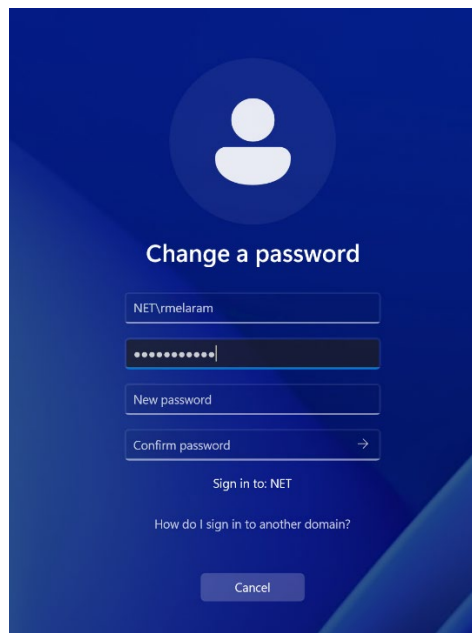 Change a password
NET\rmelaram
●●●●●●●●●●●
New password
Confirm password
Sign in to: NET
How do I sign in to another domain?
Cancel